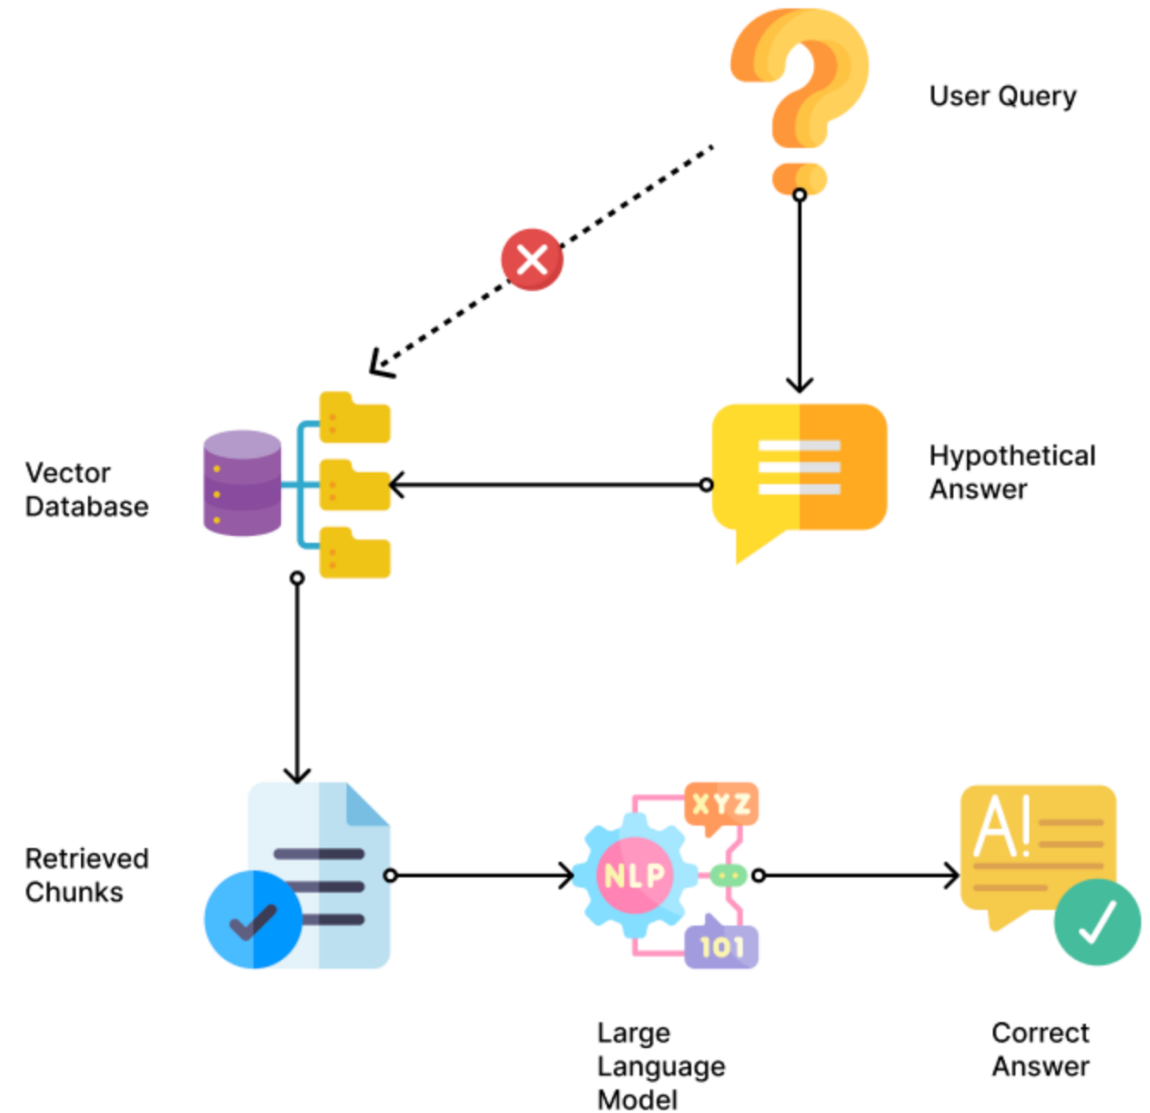 User Query
Hypothetical
Answer
Vector
Database
Retrieved
Chunks
XYZ
NLP
101
A!
Large
Language
Model
Correct
Answer